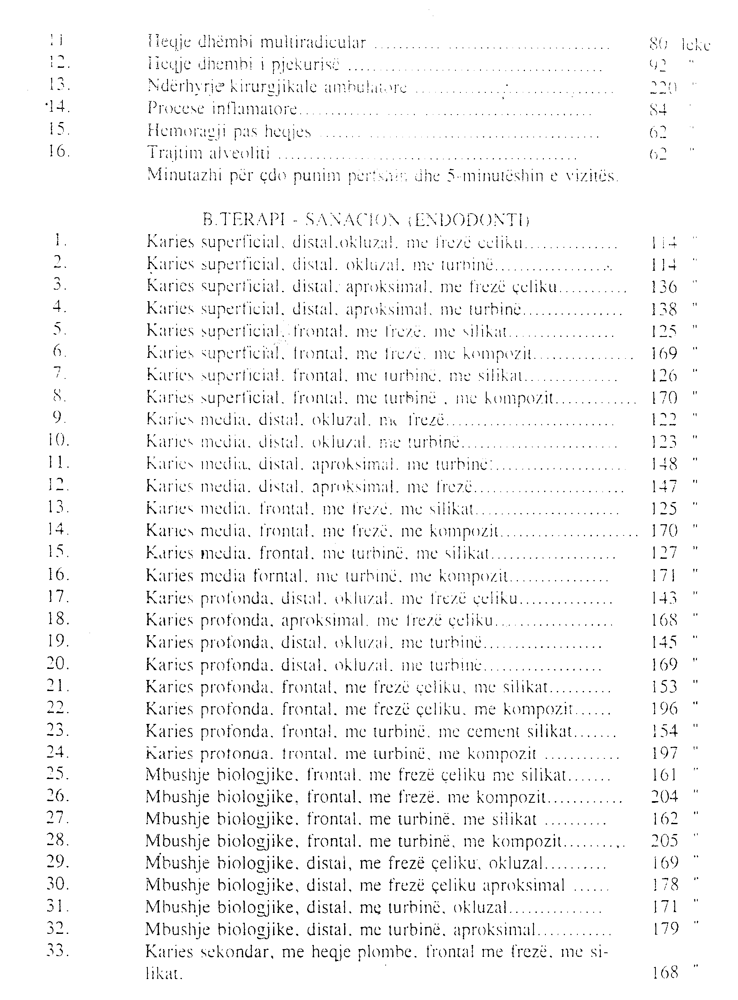 11 Heqje dhëmbi multiradicular .................................... 80 leke
12. Heqje dhembi i pjekurisë ........................................ 92 "
13. Ndërhyrje kirurgjikale ambulatore ................................ 220 "
14. Procese inflamatore.............................................. 84 "
15. Hemoragji pas heqjes ............................................ 62 "
16. Trajtim alveoliti ............................................... 62 "
Minutazhi për çdo punim përfshin dhe 5-minutëshin e vizitës.
B.TERAPI - SANACION (ENDODONTI)
1. Karies superficial, distal.okluzal, me frezë celiku............... 114 "
2. Karies superficial, distal, okluzal, me turbinë................... 114 "
3. Karies superficial, distal, aproksimal, me frezë çeliku........... 136 "
4. Karies superficial, distal, aproksimal, me turbinë................ 138 "
5. Karies superficial, frontal, me frezë, me silikat................. 125 "
6. Karies superficial, frontal, me frezë, me kompozit................ 169 "
7. Karies superficial, frontal, me turbinë, me silikat............... 126 "
8. Karies superficial, frontal, me turbinë , me kompozit............. 170 "
9. Karies media, distal, okluzal, me frezë........................... 122 "
10. Karies media, distal, okluzal, me turbinë......................... 123 "
11. Karies media, distal, aproksimal, me turbinë...................... 148 "
12. Karies media, distal, aproksimal, me frezë........................ 147 "
13. Karies media, frontal, me frezë, me silikat....................... 125 "
14. Karies media, frontal, me frezë, me kompozit...................... 170 "
15. Karies media, frontal, me turbinë, me silikat.................... 127 "
16. Karies media forntal, me turbinë, me kompozit................ 171 "
17. Karies profonda, distal, okluzal, me frezë çeliku............... 143 "
18. Karies profonda, aproksimal, me frezë çeliku................... 168 "
19. Karies profonda, distal, okluzal, me turbinë................... 145 "
20. Karies profonda, distal, okluzal, me turbinë................... 169 "
21. Karies profonda, frontal, me frezë çeliku, me silikat.......... 153 "
22. Karies profonda, frontal, me frezë çeliku, me kompozit...... 196 "
23. Karies profonda, frontal, me turbinë, me cement silikat....... 154 "
24. Karies profonda, frontal, me turbinë, me kompozit ............ 197 "
25. Mbushje biologjike, frontal, me frezë çeliku me silikat....... 161 "
26. Mbushje biologjike, frontal, me frezë, me kompozit............ 204 "
27. Mbushje biologjike, frontal, me turbinë, me silikat .......... 162 "
28. Mbushje biologjike, frontal, me turbinë, me kompozit.......... 205 "
29. Mbushje biologjike, distal, me frezë çeliku, okluzal.......... 169 "
30. Mbushje biologjike, distal, me frezë çeliku aproksimal ...... 178 "
31. Mbushje biologjike, distal, me turbinë, okluzal............... 171 "
32. Mbushje biologjike, distal, me turbinë, aproksimal............ 179 "
33. Karies sekondar, me heqje plombe, frontal me frezë, me si-
likat. 168 "